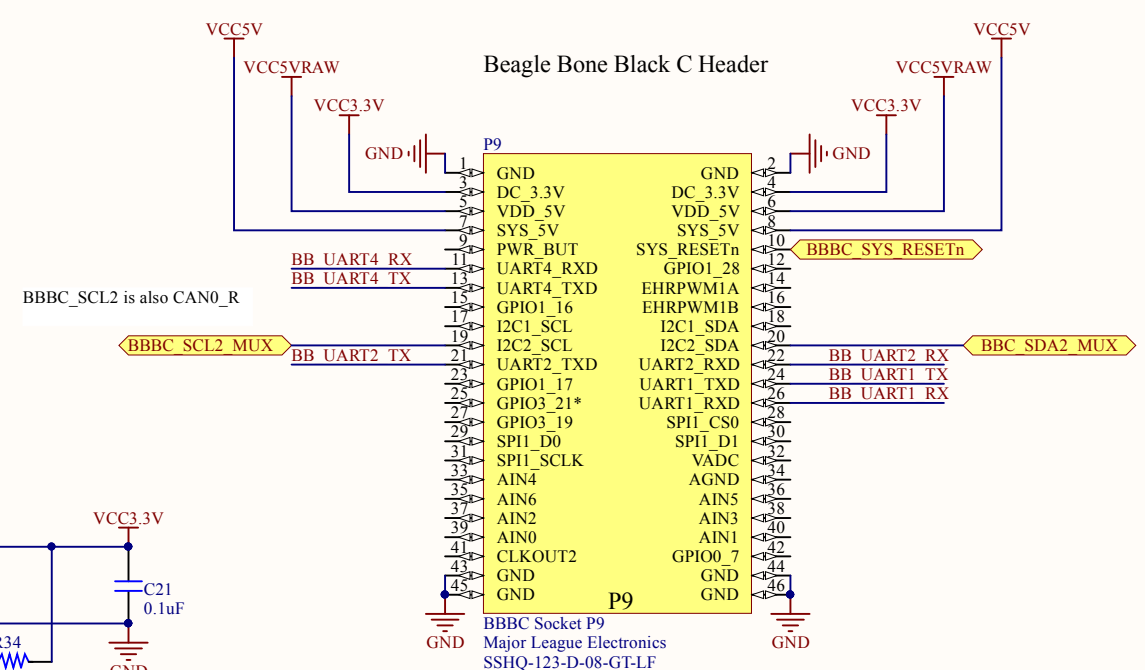 VCC5V
VCC5V
Beagle Bone Black C Header
VCC5VRAW
VCC5VRAW
VCC3.3V
VCC3.3V
P9
GND
GND
1 GND GND 2
3 DC_3.3V DC_3.3V 4
5 VDD_5V VDD_5V 6
7 SYS_5V SYS_5V 8
9 PWR_BUT SYS_RESETn 10 BBBC_SYS_RESETn
BB_UART4_RX 11 UART4_RXD GPIO1_28 12
BB_UART4_TX 13 UART4_TXD EHRPWM1A 14
BBBC_SCL2 is also CAN0_R
15 GPIO1_16 EHRPWM1B 16
17 I2C1_SCL I2C1_SDA 18
BBBC_SCL2_MUX 19 I2C2_SCL I2C2_SDA 20 BBC_SDA2_MUX
BB_UART2_TX 21 UART2_TXD UART2_RXD 22 BB_UART2_RX
23 GPIO1_17 UART1_TXD 24 BB_UART1_TX
25 GPIO3_21* UART1_RXD 26 BB_UART1_RX
27 GPIO3_19 SPI1_CS0 28
29 SPI1_D0 SPI1_D1 30
31 SPI1_SCLK VADC 32
33 AIN4 AGND 34
35 AIN6 AIN5 36
37 AIN2 AIN3 38
39 AIN0 AIN1 40
41 CLKOUT2 GPIO0_7 42
43 GND GND 44
45 GND GND 46
P9
GND
GND
BBBC Socket P9
Major League Electronics
SSHQ-123-D-08-GT-LF
VCC3.3V
C21
0.1uF
34
GND